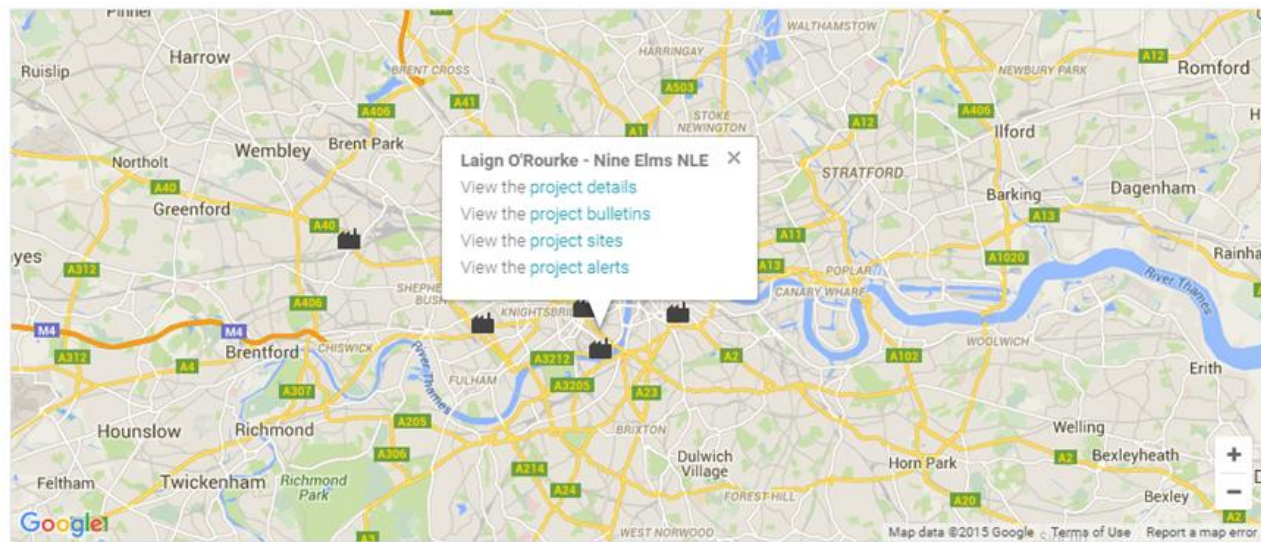 Pinner
WALTHAMSTOW
Harrow
HARRINGAY
A12
Ruislip
BRENT CROSS
NEWBURY PARK
Romford
A406
A41
A503
A406
STOKE
NEWINGTON
A12
Ilford
A1
Wembley
Brent Park
Northolt
A40
Laign O'Rourke - Nine Elms NLE
View the project details
View the project bulletins
View the project sites
View the project alerts
STRATFORD
Barking
Dagenham
Greenford
A40
A13
A11
Rainha
yes
A312
A13
A1020
POPLAR
River Thames
SHEPHE
BUSH
CANARY WHARF
A406
KNIGHTSBRI
M4
M4
A312
Brentford
CHISWICK
A3212
A2
A102
WOOLWICH
A4
River Thames
FULHAM
Erith
A307
A3205
A23
A205
Hounslow
Richmond
BRIXTON
Welling
A306
Dulwich
Village
A2
Bexleyheath
Horn Park
Feltham
Twickenham
Richmond
Park
A214
A24
FOREST HILL
A20
Bexley
A3
WEST NORWOOD
A2
Google
Map data ©2015 Google
Terms of Use
Report a map error
+
−